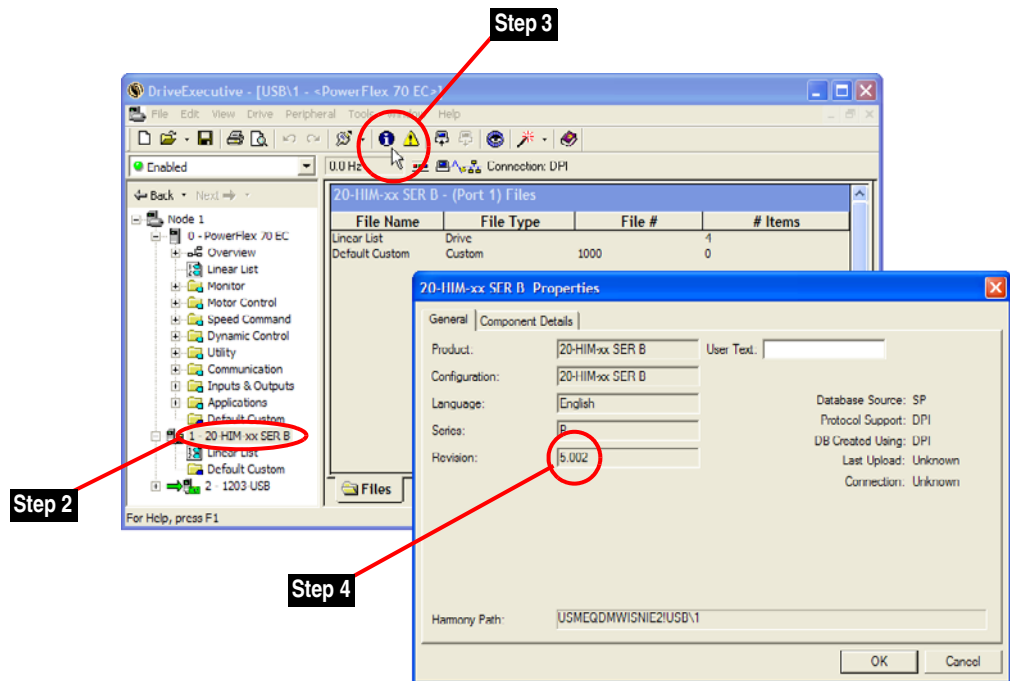 Step 3
DriveExecutive - [USB\1 - <PowerFlex 70 EC>]
File Edit View Drive Peripheral Tools Window Help
Enabled
0.0 Hz
Connection: DPI
Back Next
20-HIM-xx SER B - (Port 1) Files
File Name File Type File # # Items
Linear List Drive 4
Default Custom Custom 1000 0
Node 1
0 - PowerFlex 70 EC
Overview
Linear List
Monitor
Motor Control
Speed Command
Dynamic Control
Utility
Communication
Inputs & Outputs
Applications
Default Custom
1 - 20-HIM-xx SER B
Linear List
Default Custom
2 - 1203-USB
Files
For Help, press F1
Step 2
20-HIM-xx SER B Properties
General Component Details
Product: 20-HIM-xx SER B User Text:
Configuration: 20-HIM-xx SER B
Language: English
Series: B
Revision: 5.002
Database Source: SP
Protocol Support: DPI
DB Created Using: DPI
Last Upload: Unknown
Connection: Unknown
Step 4
Harmony Path: USMEQDMWISNIE2!USB\1
OK Cancel